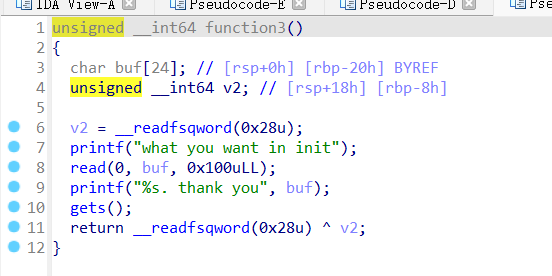 IDA View-A Pseudocode-E Pseudocode-D
1 unsigned __int64 function3()
2 {
3 char buf[24]; // [rsp+0h] [rbp-20h] BYREF
4 unsigned __int64 v2; // [rsp+18h] [rbp-8h]
5
6 v2 = __readfsqword(0x28u);
7 printf("what you want in init");
8 read(0, buf, 0x100uLL);
9 printf("%s. thank you", buf);
10 gets();
11 return __readfsqword(0x28u) ^ v2;
12 }